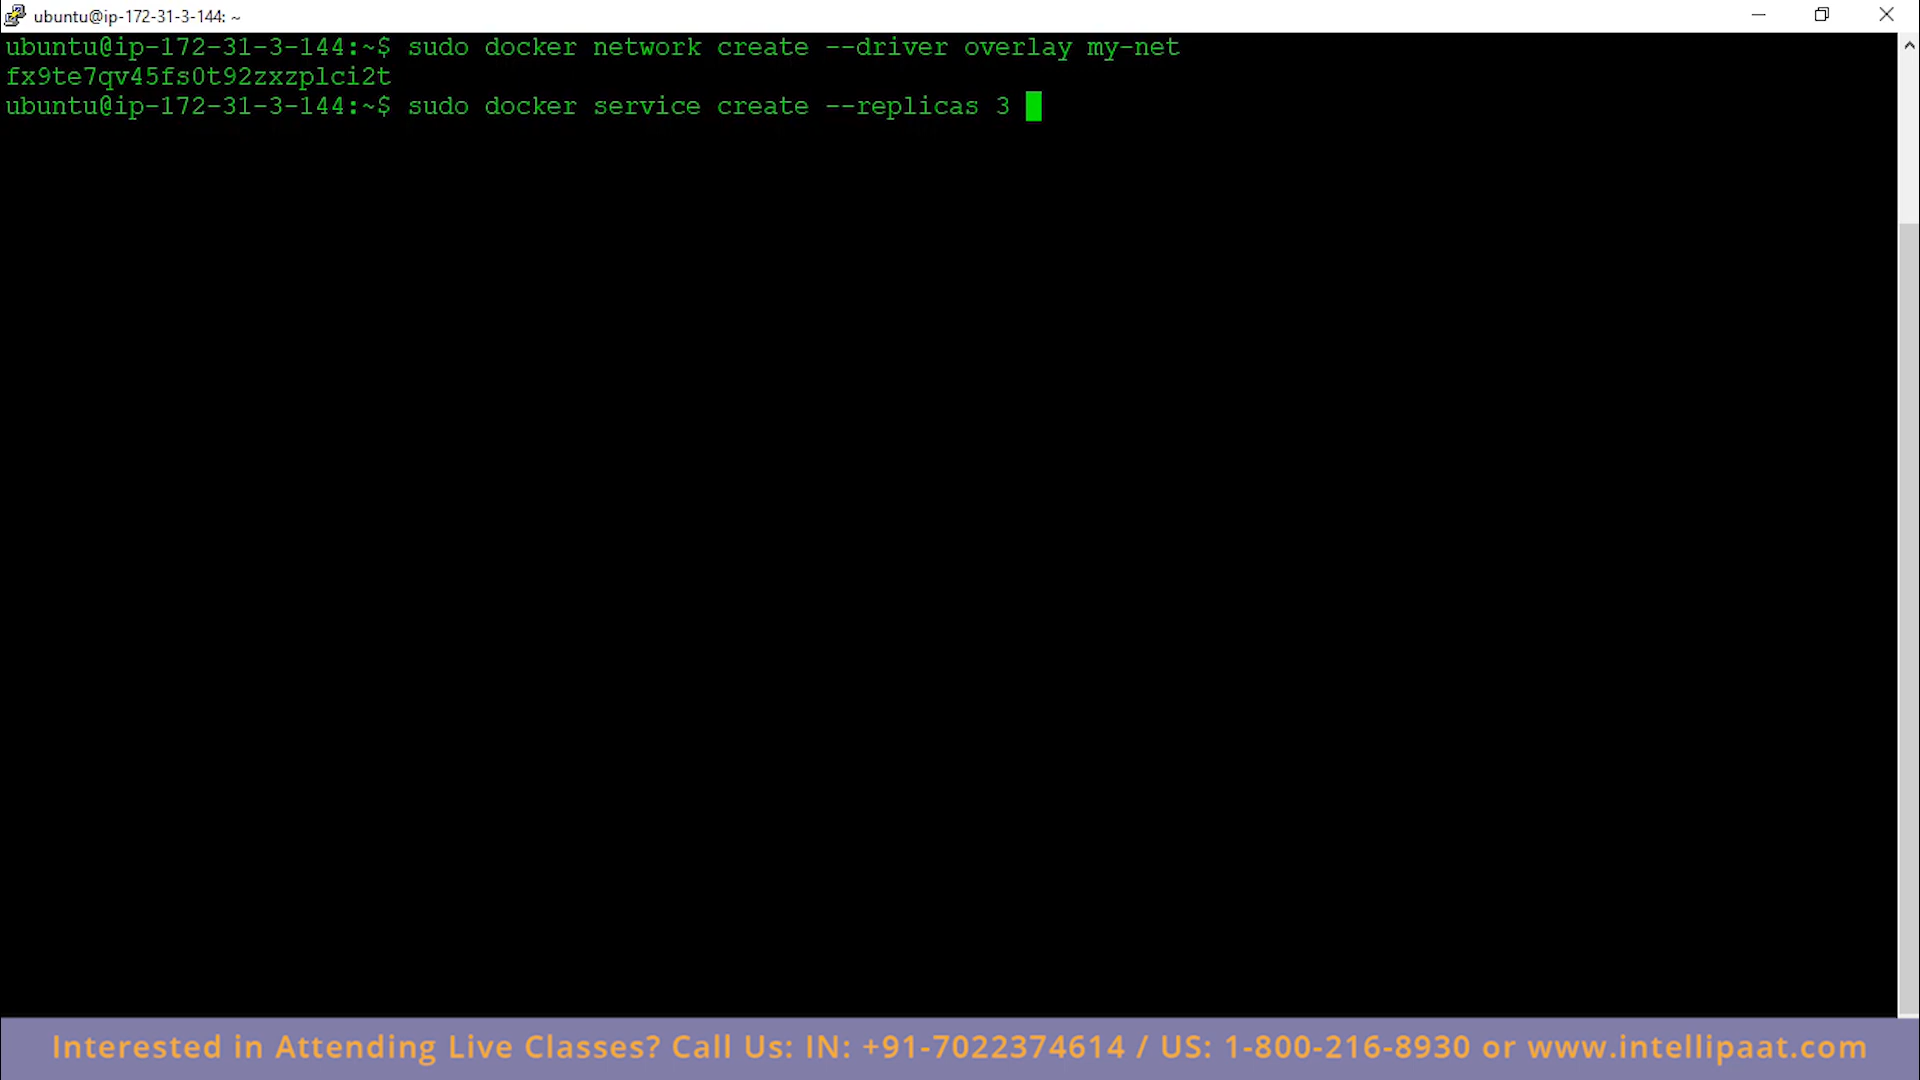 ubuntu@ip-172-31-3-144: ~
ubuntu@ip-172-31-3-144:~$ sudo docker network create --driver overlay my-net
fx9te7qv45fs0t92zxzplci2t
ubuntu@ip-172-31-3-144:~$ sudo docker service create --replicas 3
Interested in Attending Live Classes? Call Us: IN: +91-7022374614 / US: 1-800-216-8930 or www.intellipaat.com